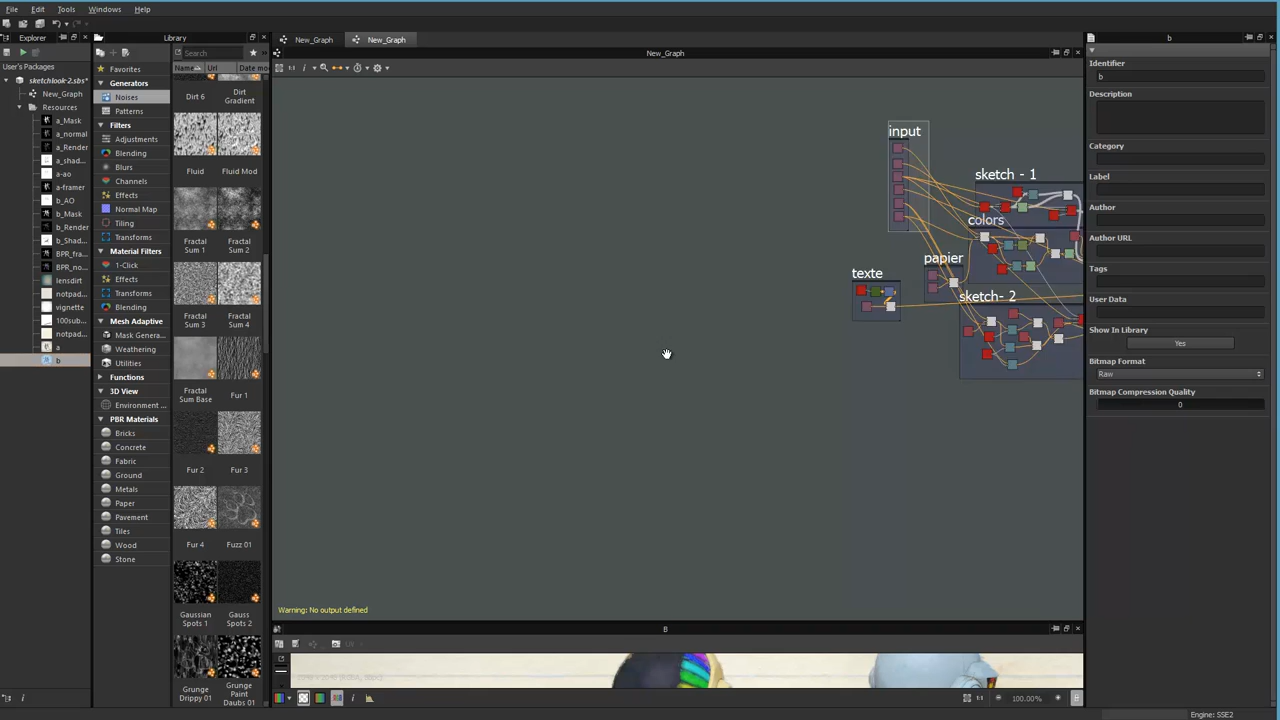 File Edit Tools Windows Help
Explorer
Library
New_Graph New_Graph
b
User's Packages
Search
New_Graph
Name Url Date mo
Identifier
b
Description
Category
Label
Author
Author URL
Tags
User Data
Show In Library
Yes
Bitmap Format
Raw
Bitmap Compression Quality
0
sketchlook-2.sbs*
New_Graph
Resources
a_Mask
a_normal
a_Render
a_shad...
a-ao
a-framer
b_AO
b_Mask
b_Render
b_Shad...
BPR_fra...
BPR_no...
lensdirt
notpad...
vignette
100sub...
notpad...
a
b
Favorites
Generators
Noises
Patterns
Filters
Adjustments
Blending
Blurs
Channels
Effects
Normal Map
Tiling
Transforms
Material Filters
1-Click
Effects
Transforms
Blending
Mesh Adaptive
Mask Genera...
Weathering
Utilities
Functions
3D View
Environment ...
PBR Materials
Bricks
Concrete
Fabric
Ground
Metals
Paper
Pavement
Tiles
Wood
Stone
Dirt 6
Dirt Gradient
Fluid
Fluid Mod
Fractal Sum 1
Fractal Sum 2
Fractal Sum 3
Fractal Sum 4
Fractal Sum Base
Fur 1
Fur 2
Fur 3
Fur 4
Fuzz 01
Gaussian Spots 1
Gauss Spots 2
Grunge Drippy 01
Grunge Paint Daubs 01
input
sketch - 1
colors
papier
texte
sketch- 2
Warning: No output defined
B
100.00%
Engine: SSE2